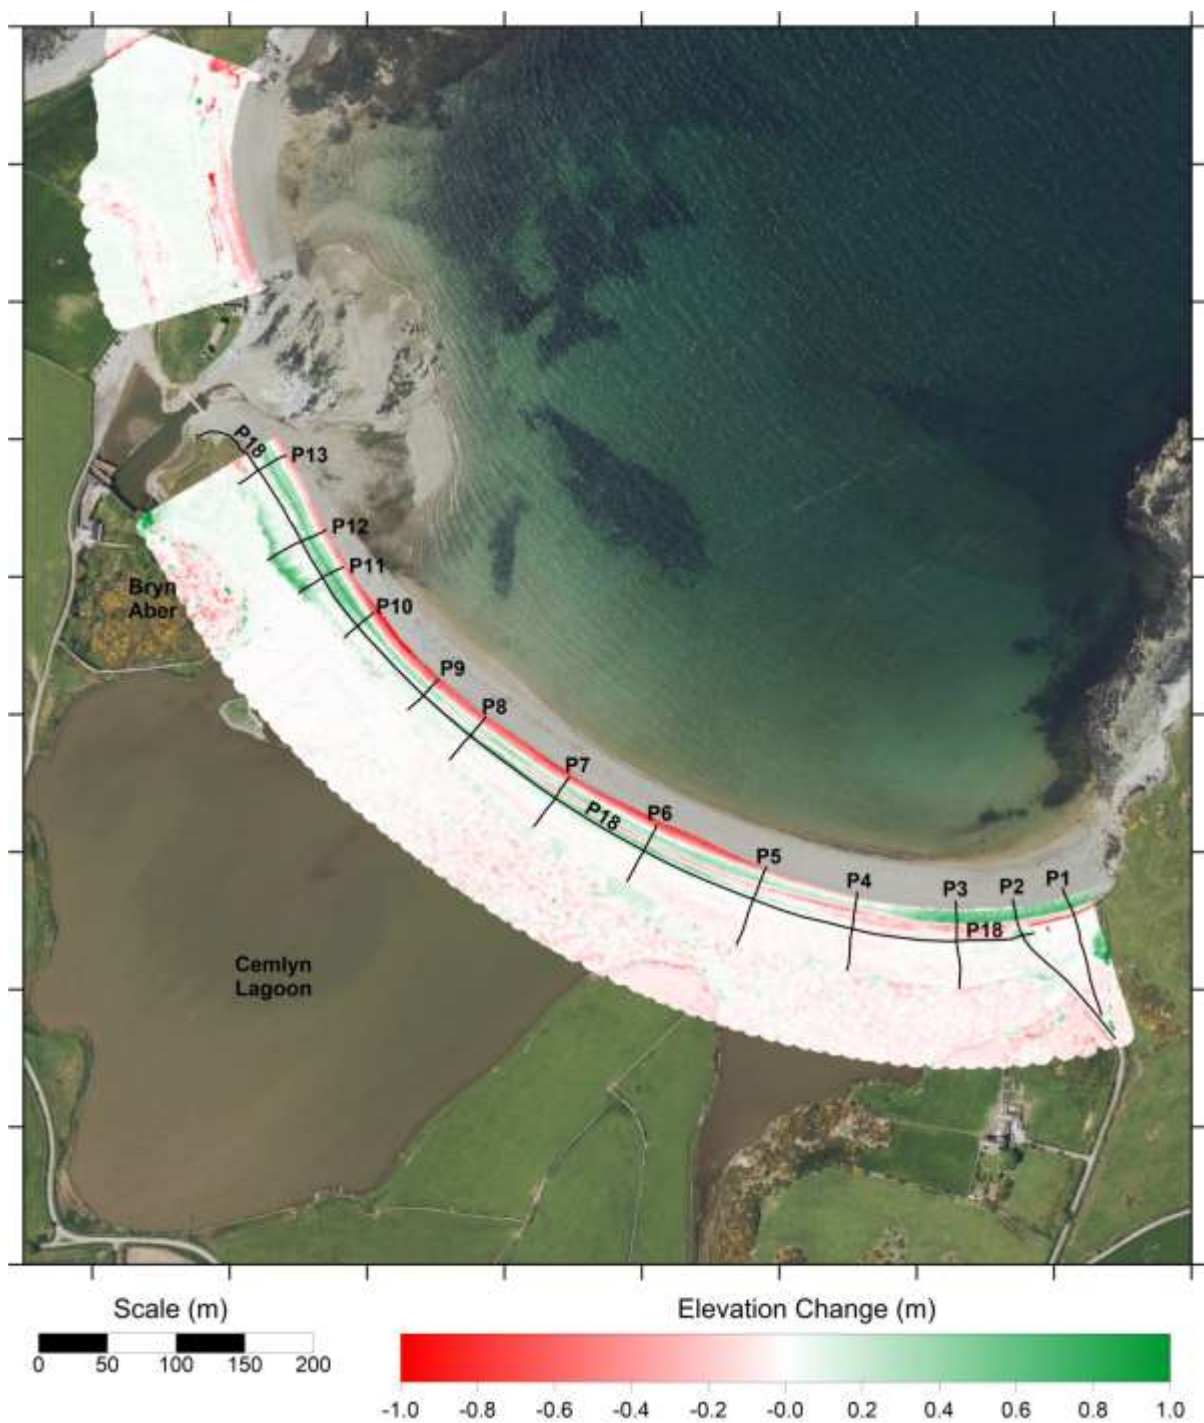 P18
P13
P12
P11
Bryn
Aber
P10
P9
P8
P7
P18
P6
P5
P4
P3
P2
P1
P18
Cemlyn
Lagoon
Scale (m)
0 50 100 150 200
Elevation Change (m)
-1.0 -0.8 -0.6 -0.4 -0.2 -0.0 0.2 0.4 0.6 0.8 1.0